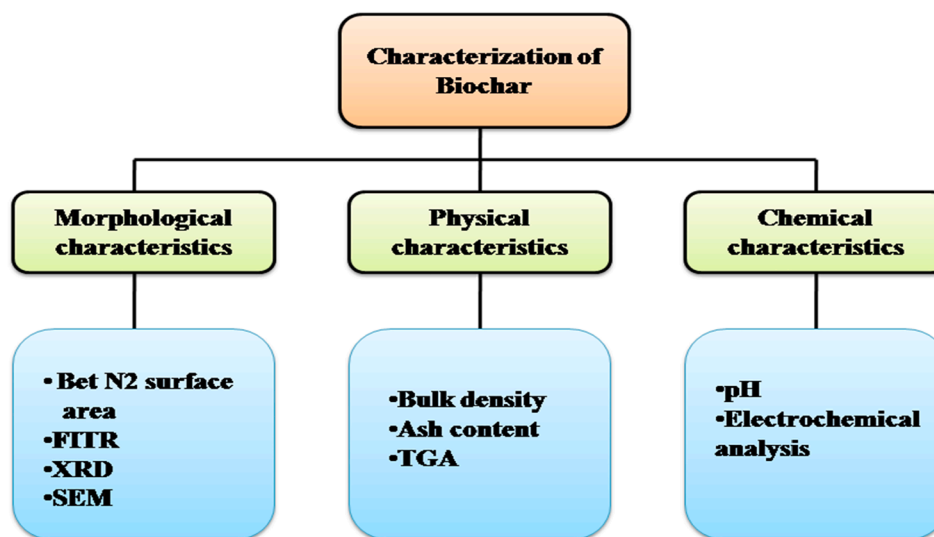 Characterization of
Biochar
Morphological
characteristics
Physical
characteristics
Chemical
characteristics
•Bet N2 surface
area
•FITR
•XRD
•SEM
•Bulk density
•Ash content
•TGA
•pH
•Electrochemical
analysis